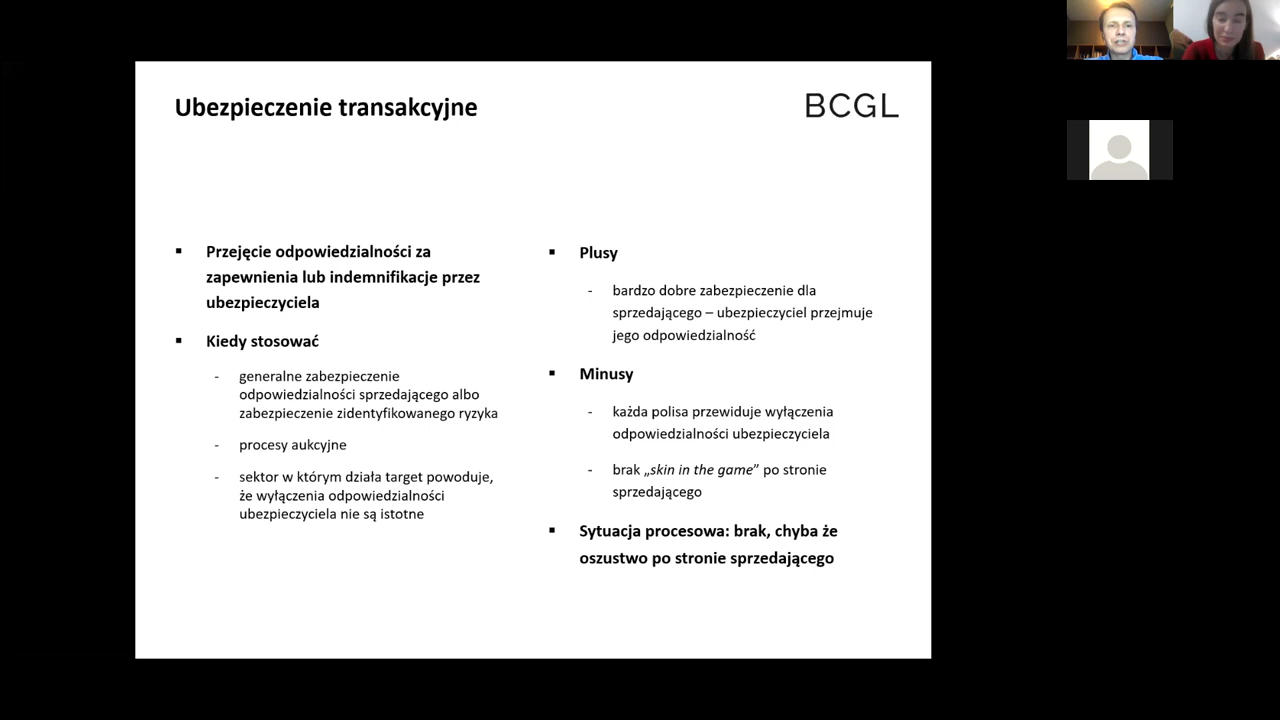 Ubezpieczenie transakcyjne
BCGL
▪ Przejęcie odpowiedzialności za
zapewnienia lub indemnifikacje przez
ubezpieczyciela
▪ Kiedy stosować
- generalne zabezpieczenie
odpowiedzialności sprzedającego albo
zabezpieczenie zidentyfikowanego ryzyka
- procesy aukcyjne
- sektor w którym działa target powoduje,
że wyłączenia odpowiedzialności
ubezpieczyciela nie są istotne
▪ Plusy
- bardzo dobre zabezpieczenie dla
sprzedającego – ubezpieczyciel przejmuje
jego odpowiedzialność
▪ Minusy
- każda polisa przewiduje wyłączenia
odpowiedzialności ubezpieczyciela
- brak „skin in the game” po stronie
sprzedającego
▪ Sytuacja procesowa: brak, chyba że
oszustwo po stronie sprzedającego